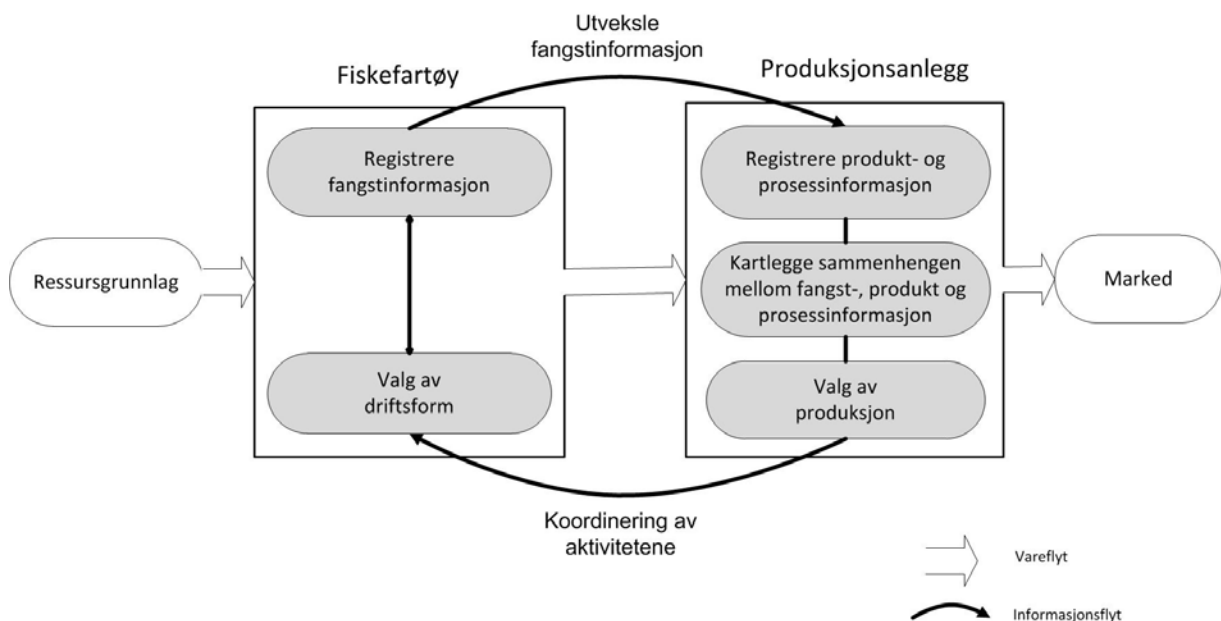 Utveksle
fangstinformasjon
Fiskefartøy
Produksjonsanlegg
Registrere
fangstinformasjon
Registrere produkt- og
prosessinformasjon
Ressursgrunnlag
Kartlegge sammenhengen
mellom fangst-, produkt og
prosessinformasjon
Marked
Valg av
driftsform
Valg av
produksjon
Koordinering av
aktivitetene
Vareflyt
Informasjonsflyt